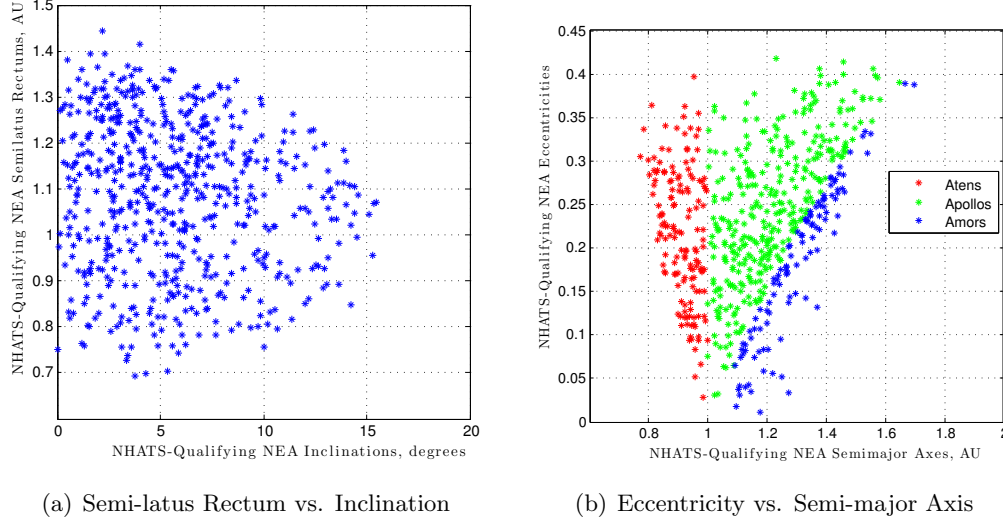 1.5
1.4
1.3
1.2
1.1
1
0.9
0.8
0.7
NHATS-Qualifying NEA Semilatus Rectums, AU
0 5 10 15 20
NHATS-Qualifying NEA Inclinations, degrees
(a) Semi-latus Rectum vs. Inclination
0.45
0.4
0.35
0.3
0.25
0.2
0.15
0.1
0.05
0
NHATS-Qualifying NEA Eccentricities
Atens
Apollos
Amors
0.8 1 1.2 1.4 1.6 1.8 2
NHATS-Qualifying NEA Semimajor Axes, AU
(b) Eccentricity vs. Semi-major Axis